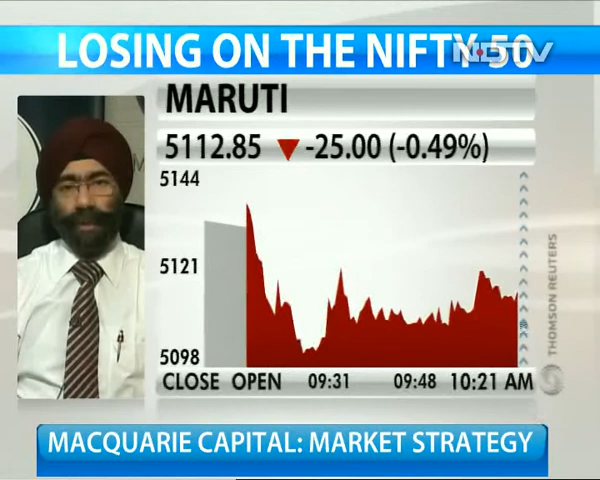 LOSING ON THE NIFTY 50
NDTV
MARUTI
5112.85 ▼ -25.00 (-0.49%)
5144
5121
5098
CLOSE OPEN 09:31 09:48 10:21 AM
THOMSON REUTERS
MACQUARIE CAPITAL: MARKET STRATEGY